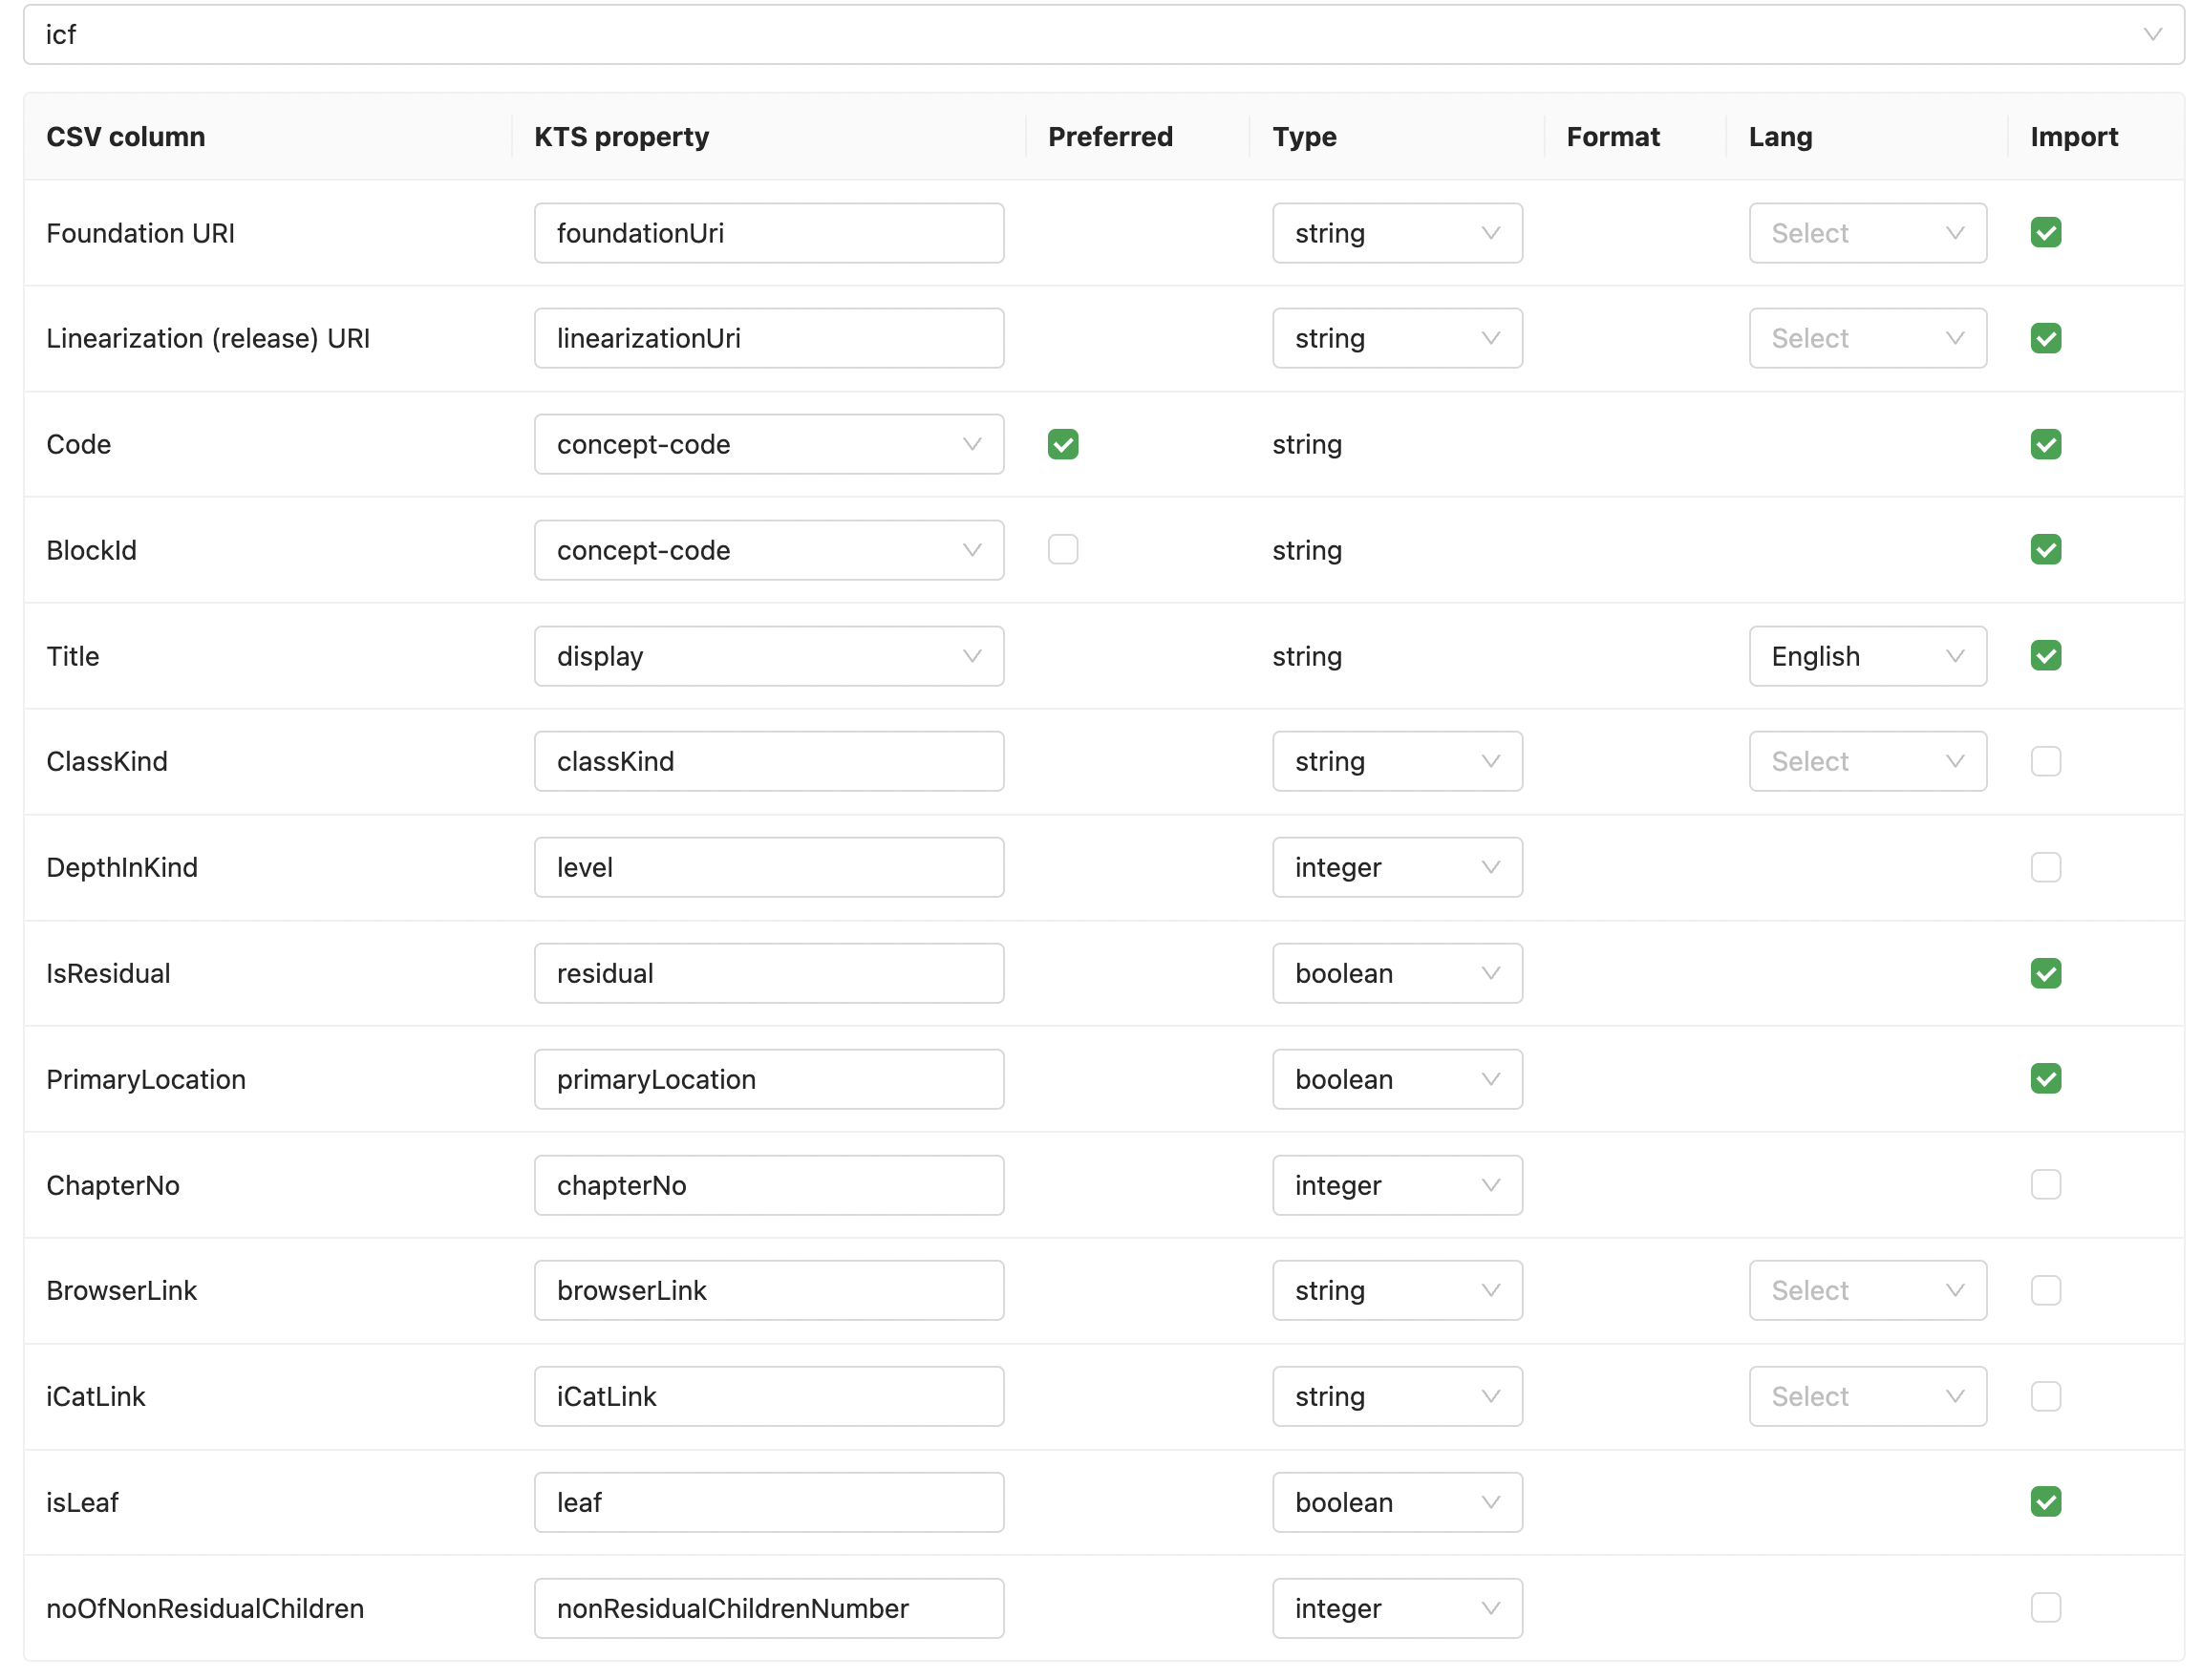 icf
CSV column KTS property Preferred Type Format Lang Import
Foundation URI foundationUri string Select
Linearization (release) URI linearizationUri string Select
Code concept-code string
BlockId concept-code string
Title display string English
ClassKind classKind string Select
DepthInKind level integer
IsResidual residual boolean
PrimaryLocation primaryLocation boolean
ChapterNo chapterNo integer
BrowserLink browserLink string Select
iCatLink iCatLink string Select
isLeaf leaf boolean
noOfNonResidualChildren nonResidualChildrenNumber integer